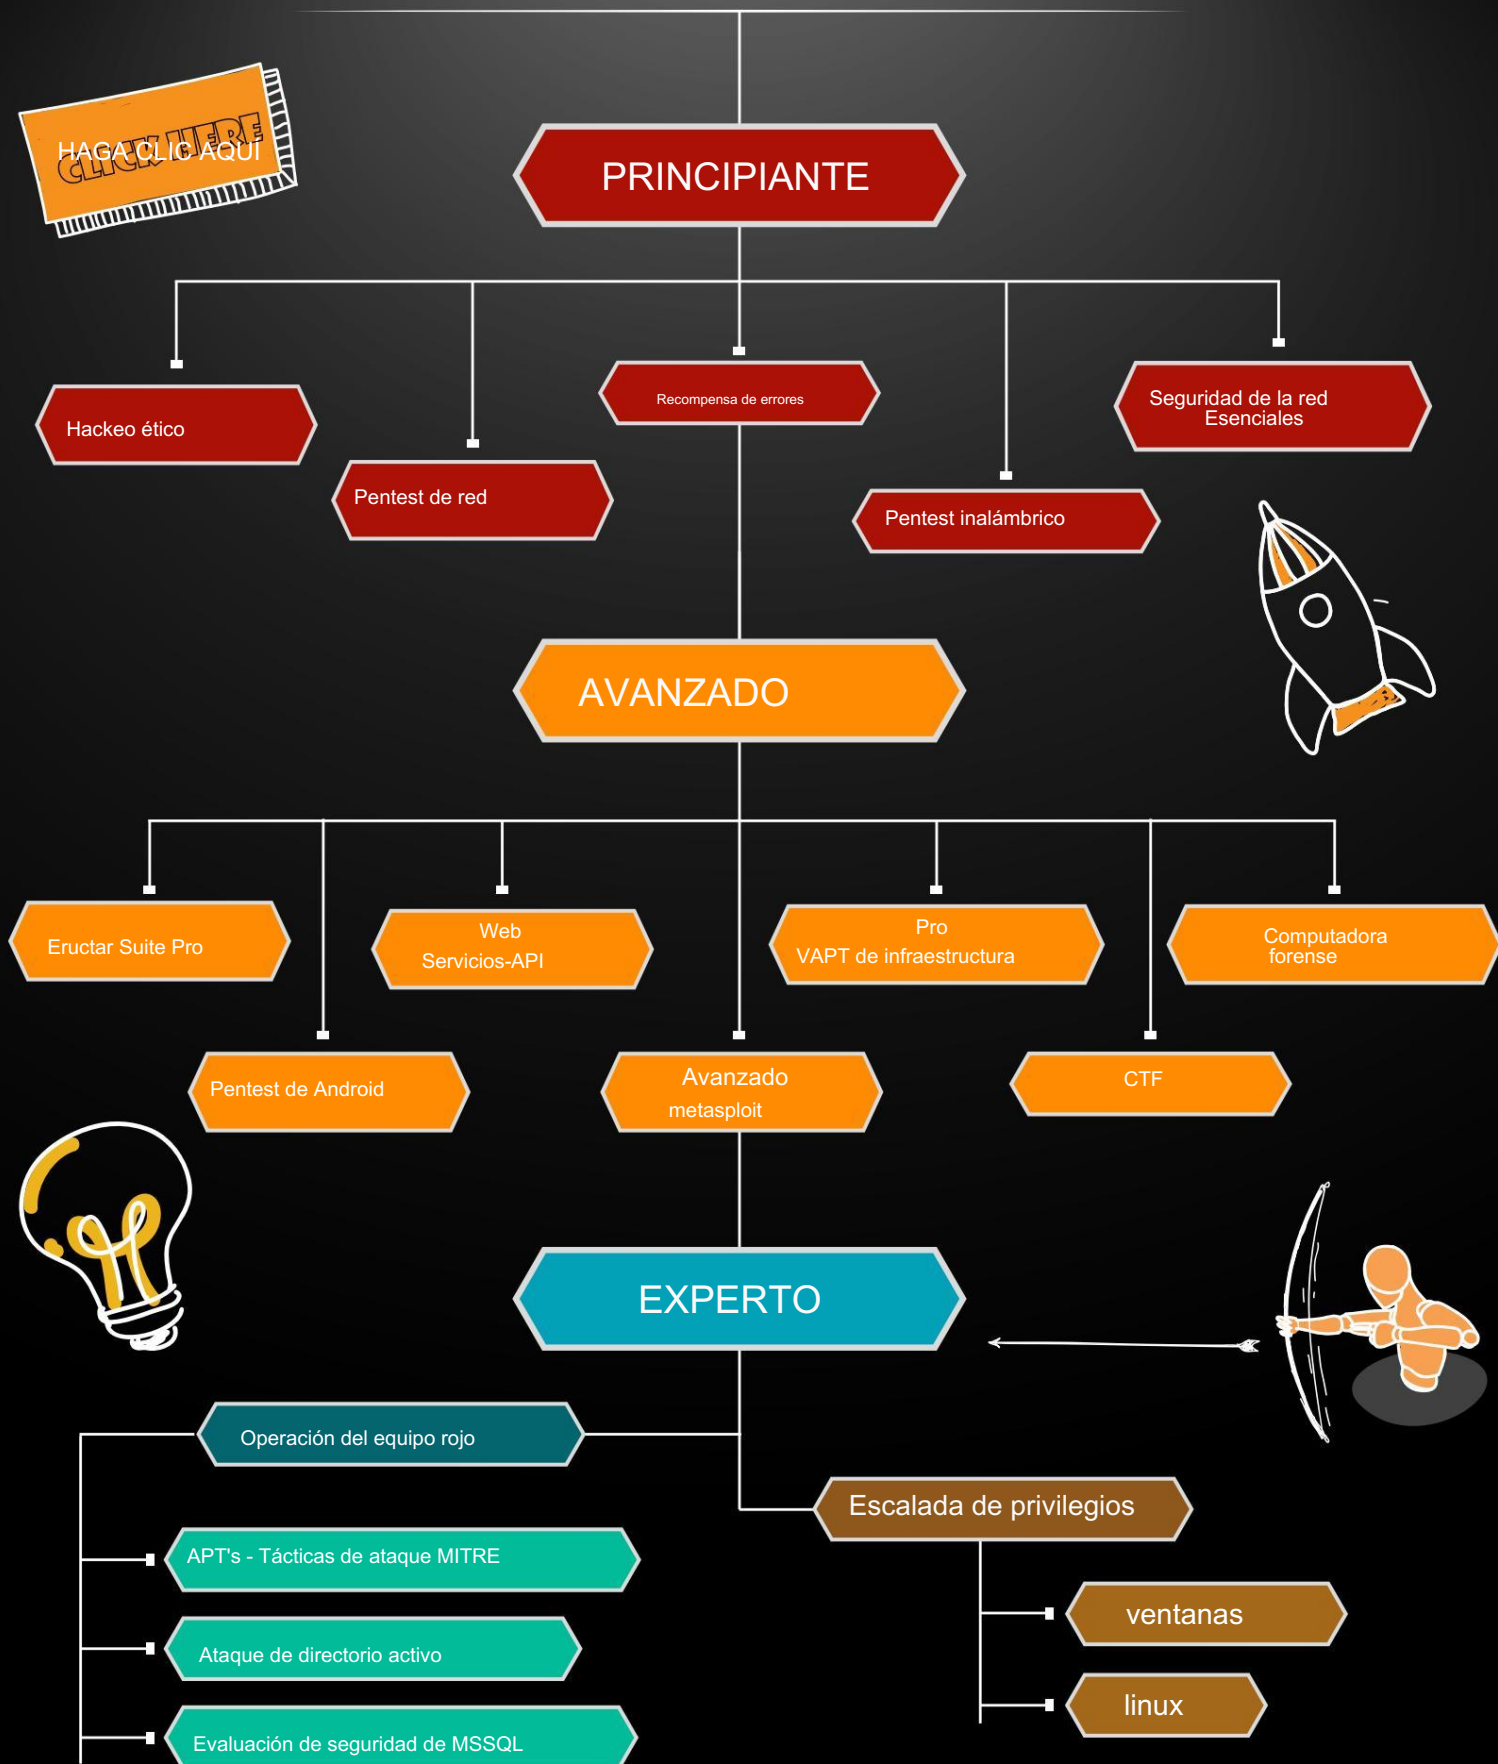 HAGA CLIC AQUÍ
CLICK HERE
PRINCIPIANTE
Hackeo ético
Pentest de red
Recompensa de errores
Pentest inalámbrico
Seguridad de la red
Esenciales
AVANZADO
Eructar Suite Pro
Web
Servicios-API
Pro
VAPT de infraestructura
Computadora
forense
Pentest de Android
Avanzado
metasploit
CTF
EXPERTO
Operación del equipo rojo
Escalada de privilegios
APT's - Tácticas de ataque MITRE
Ataque de directorio activo
Evaluación de seguridad de MSSQL
ventanas
linux